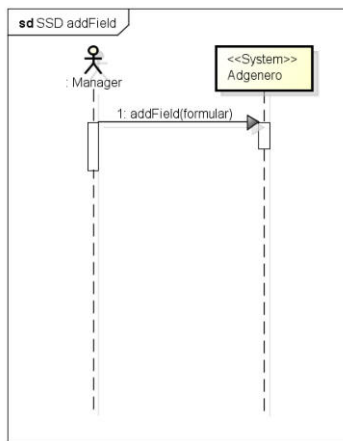 sd SSD addField
: Manager
<<System>>
Adgenero
1: addField(formular)